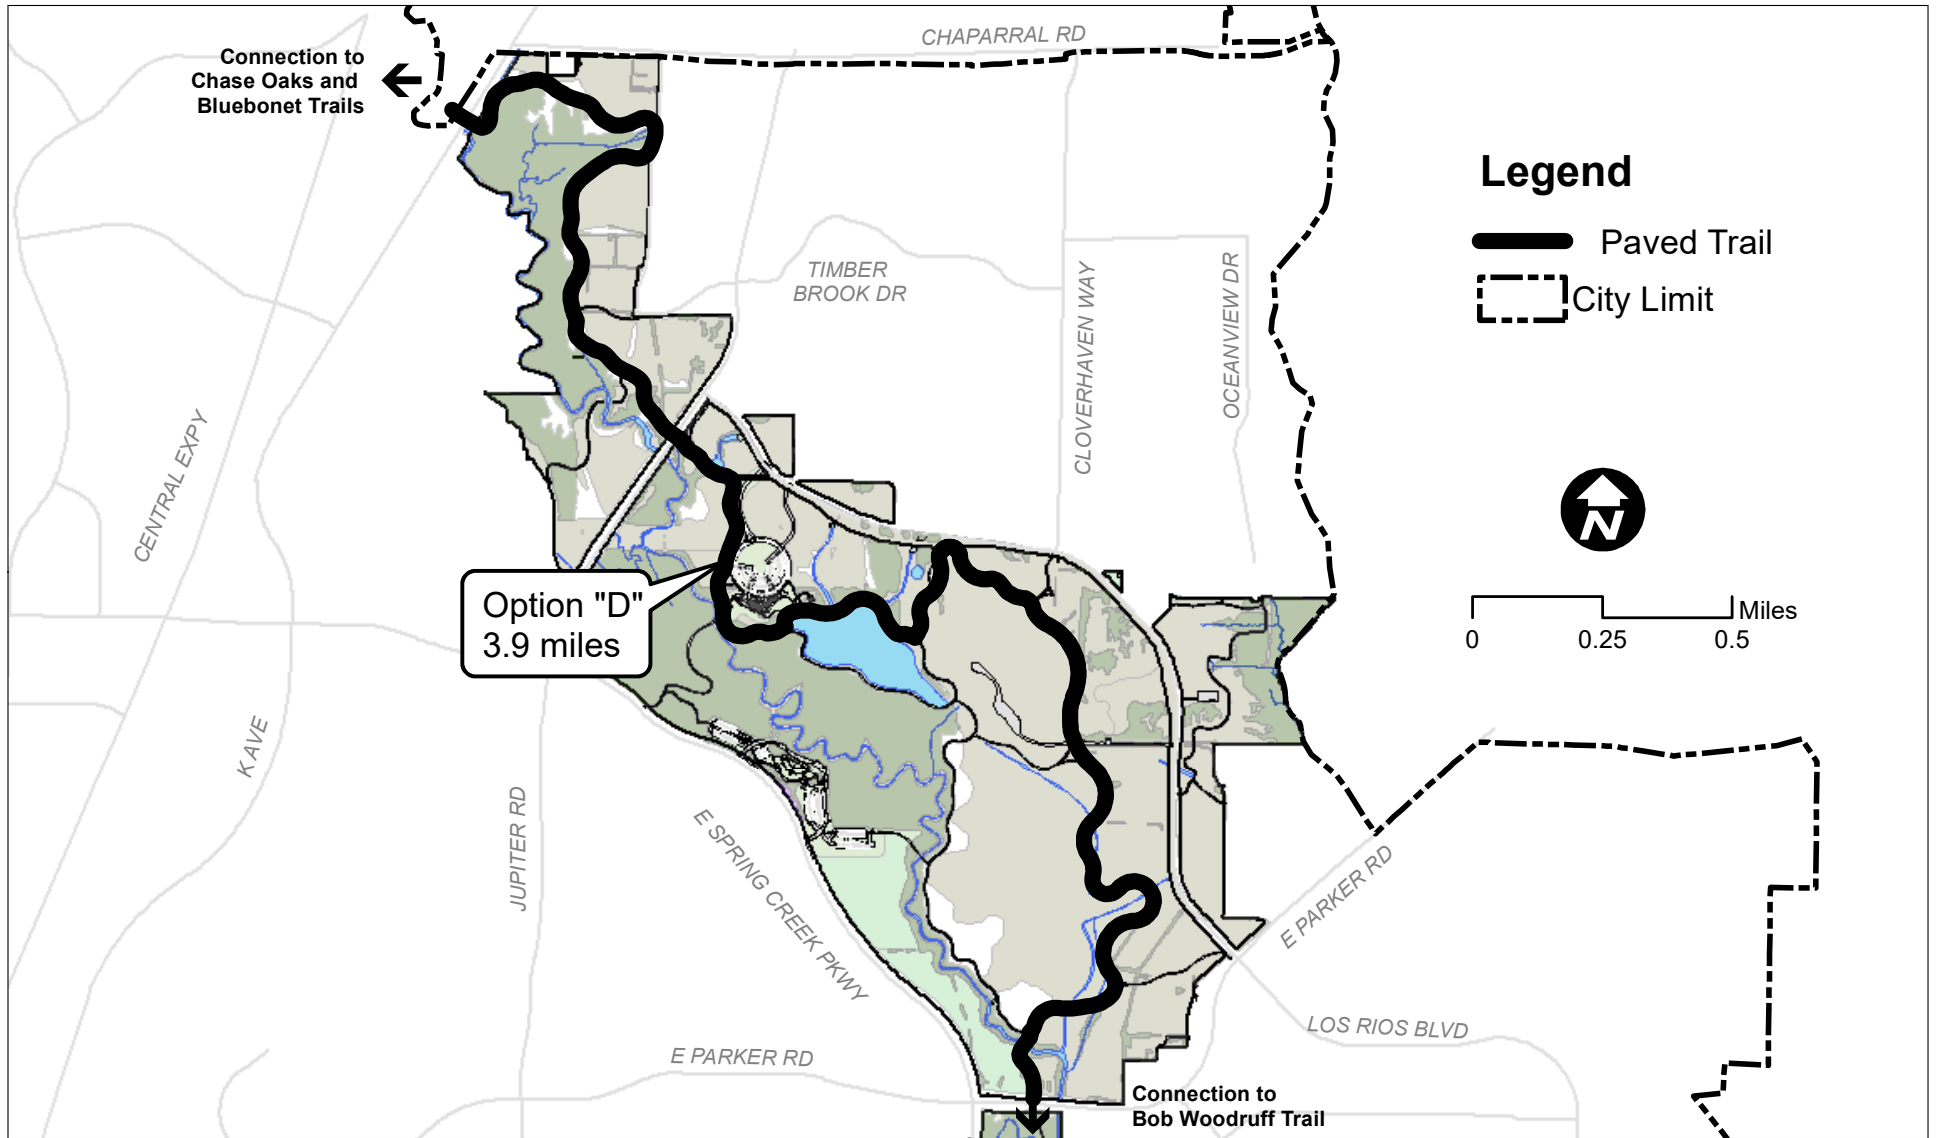 CHAPARRAL RD
Connection to
Chase Oaks and
Bluebonet Trails
Legend
Paved Trail
City Limit
TIMBER
BROOK DR
CLOVERHAVEN WAY
OCEANVIEW DR
CENTRAL EXPY
N
Option "D"
3.9 miles
Miles
0
0.25
0.5
K AVE
JUPITER RD
E SPRING CREEK PKWY
E PARKER RD
LOS RIOS BLVD
E PARKER RD
Connection to
Bob Woodruff Trail